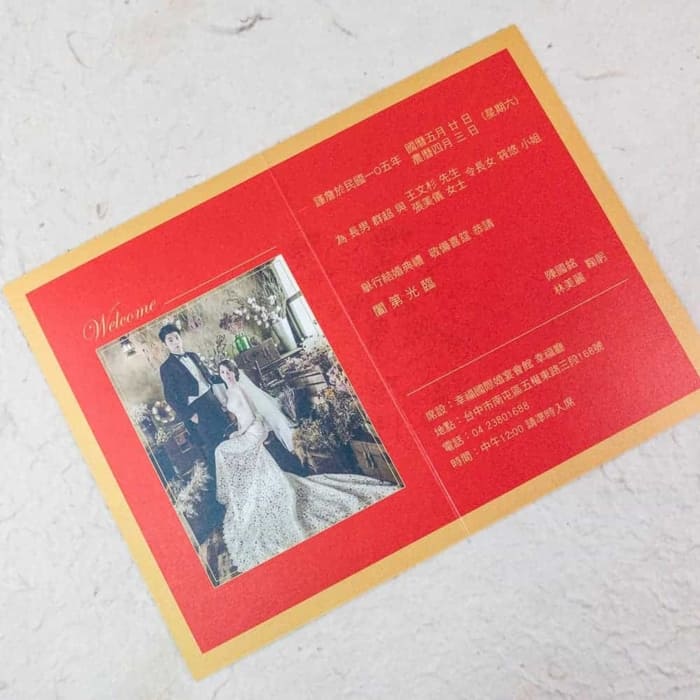 Welcome
謹詹於民國一0五年 國曆五月廿日 農曆四月三日 (星期六)
為 長男 群超 與 王文杉 先生 張美儀 女士 令長女 筱悠 小姐
舉行結婚典禮 敬備喜筵 恭請
闔第光臨
陳國銘 林美麗 鞠躬
席設：幸福國際婚宴會館 幸福廳
地點：台中市南屯區五權東路三段168號
電話：04 23801688
時間：中午12:00 請準時入席